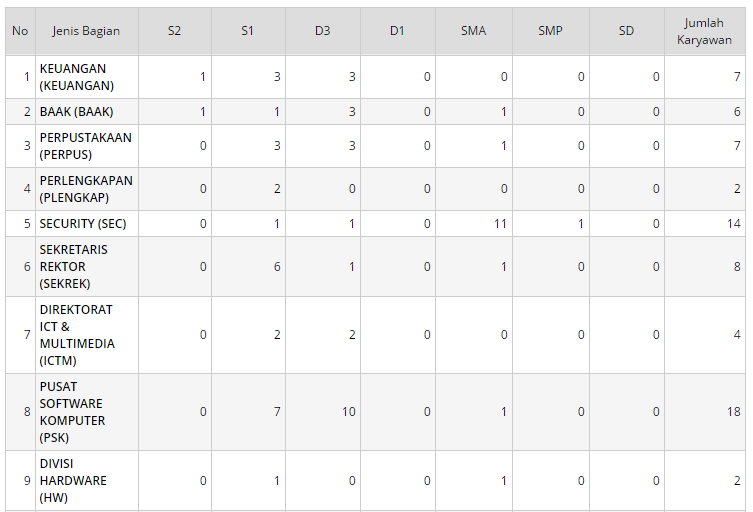 No Jenis Bagian S2 S1 D3 D1 SMA SMP SD Jumlah
Karyawan
1 KEUANGAN
(KEUANGAN) 1 3 3 0 0 0 0 7
2 BAAK (BAAK) 1 1 3 0 1 0 0 6
3 PERPUSTAKAAN
(PERPUS) 0 3 3 0 1 0 0 7
4 PERLENGKAPAN
(PLENGKAP) 0 2 0 0 0 0 0 2
5 SECURITY (SEC) 0 1 1 0 11 1 0 14
6 SEKRETARIS
REKTOR
(SEKREK) 0 6 1 0 1 0 0 8
7 DIREKTORAT
ICT &
MULTIMEDIA
(ICTM) 0 2 2 0 0 0 0 4
8 PUSAT
SOFTWARE
KOMPUTER
(PSK) 0 7 10 0 1 0 0 18
9 DIVISI
HARDWARE
(HW) 0 1 0 0 1 0 0 2